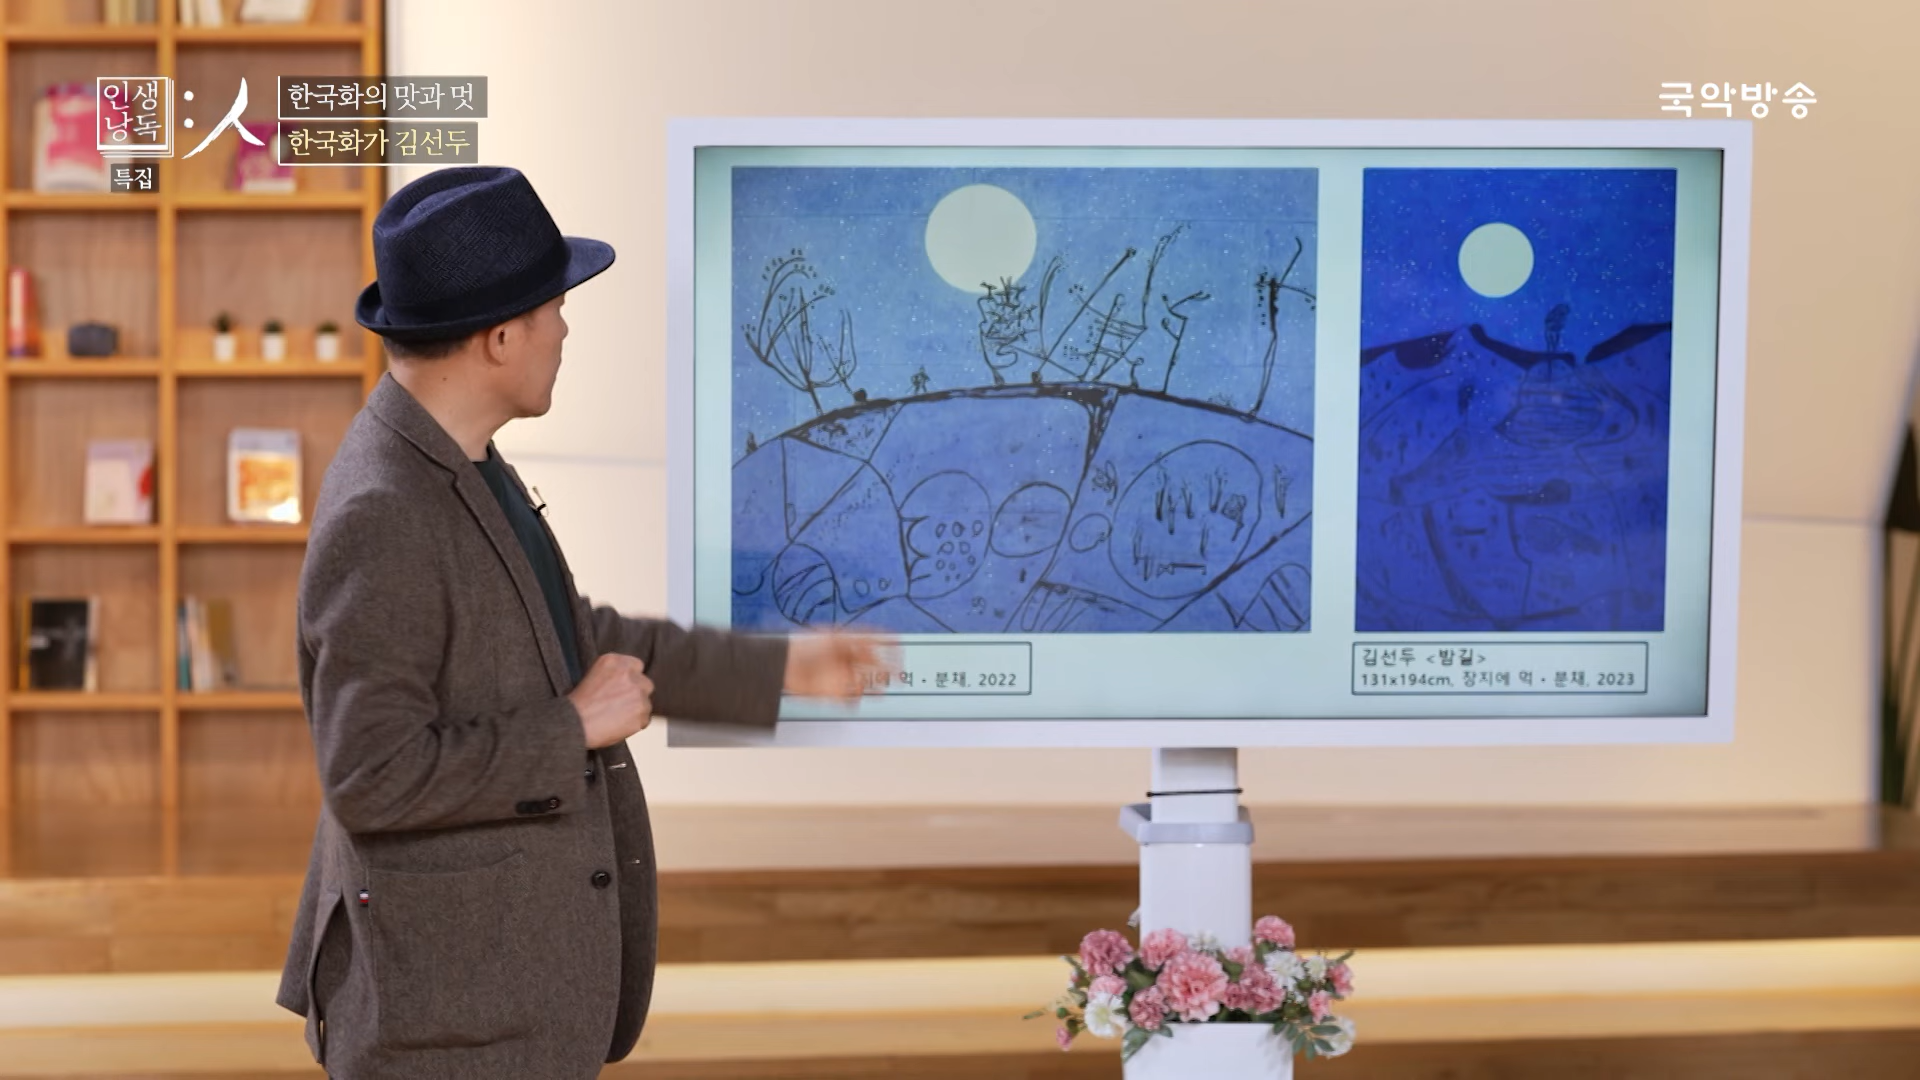 인생
낭독
:人
특집
한국화의 맛과 멋
한국화가 김선두
국악방송
먹・분채, 2022
김선두 <밤길>
131x194cm, 장지에 먹・분채, 2023